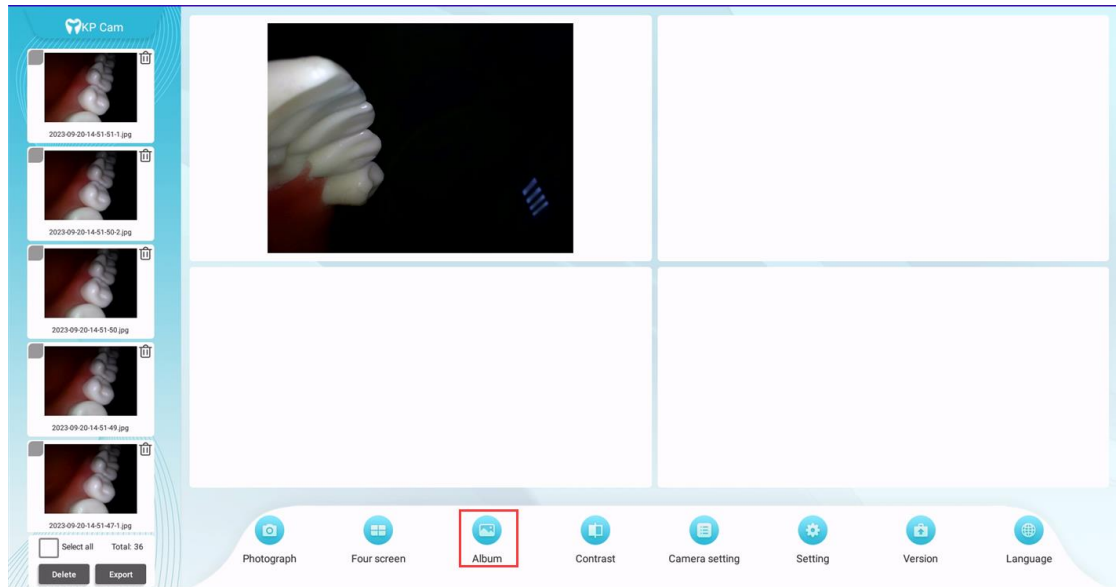 KP Cam
2023-09-20-14-51-51-1.jpg
2023-09-20-14-51-50-2.jpg
2023-09-20-14-51-50.jpg
2023-09-20-14-51-49.jpg
2023-09-20-14-51-47-1.jpg
Select all Total: 36
Delete Export
Photograph Four screen Album Contrast Camera setting Setting Version Language